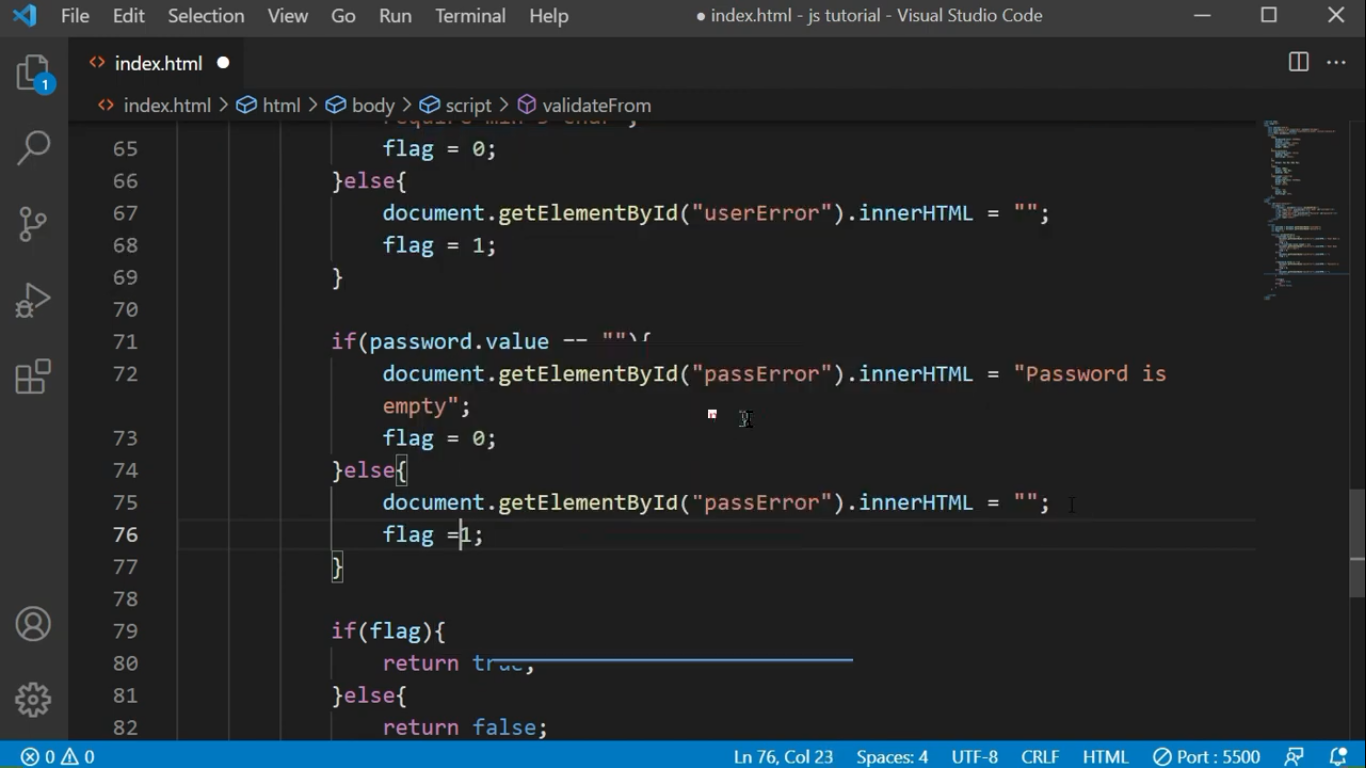 File Edit Selection View Go Run Terminal Help ● index.html - js tutorial - Visual Studio Code
index.html
index.html > html > body > script > validateFrom
1
65 flag = 0;
66 }else{
67 document.getElementById("userError").innerHTML = "";
68 flag = 1;
69 }
70
71 if(password.value == ""){
72 document.getElementById("passError").innerHTML = "Password is
empty";
73 flag = 0;
74 }else{
75 document.getElementById("passError").innerHTML = "";
76 flag =1;
77 }
78
79 if(flag){
80 return true;
81 }else{
82 return false;
0 0 Ln 76, Col 23 Spaces: 4 UTF-8 CRLF HTML Port : 5500